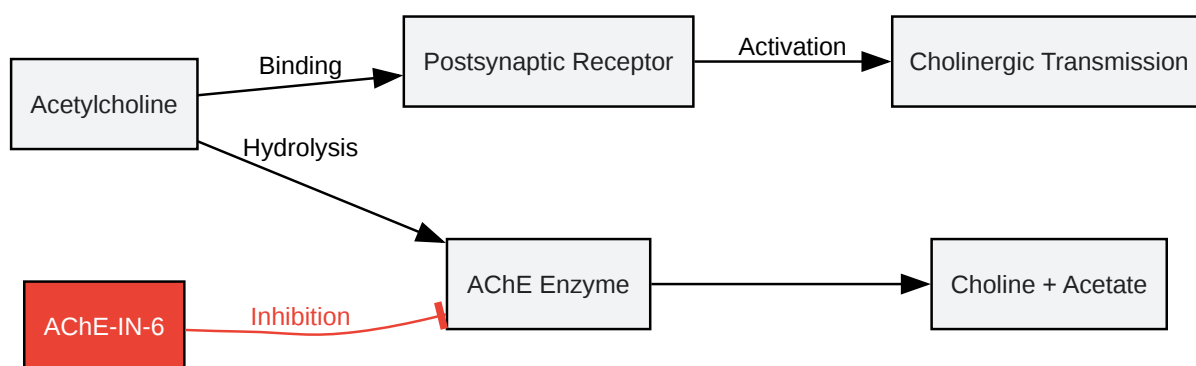 Binding
Postsynaptic Receptor
Activation
Cholinergic Transmission
Acetylcholine
Hydrolysis
AChE Enzyme
Choline + Acetate
AChE-IN-6
Inhibition